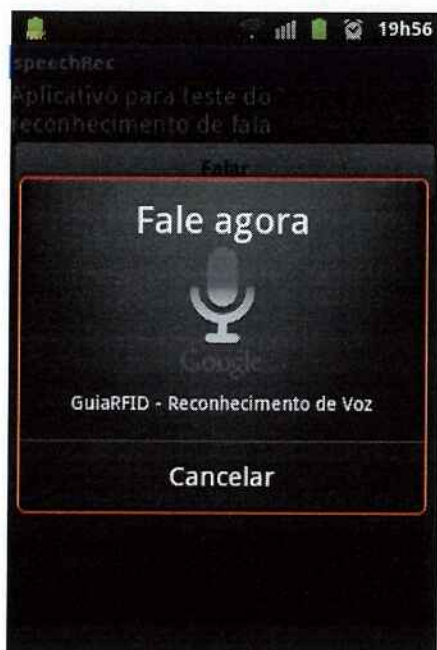 19h56
speechRec
Aplicativo para teste do
reconhecimento de fala
Falar
Fale agora
Google
GuiaRFID - Reconhecimento de Voz
Cancelar